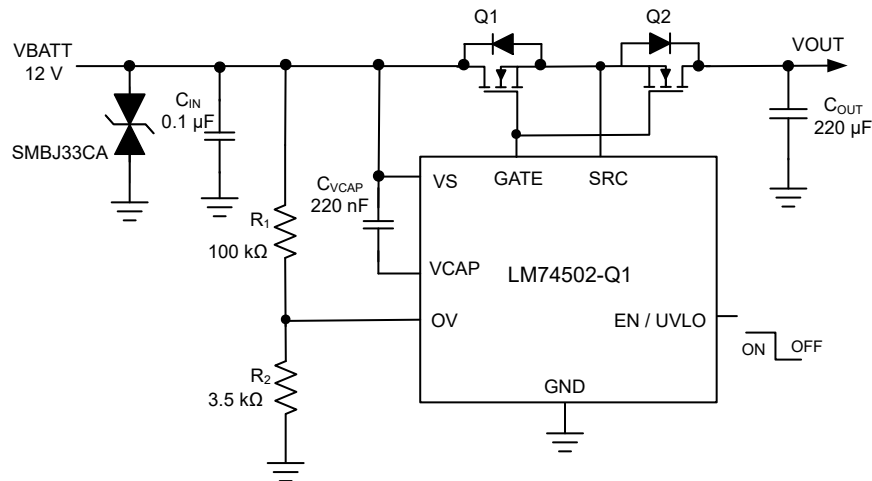 Q1
Q2
VBATT
12 V
VOUT
CIN
0.1 µF
COUT
220 µF
SMBJ33CA
CVCAP
220 nF
VS
GATE
SRC
R1
100 kΩ
VCAP
LM74502-Q1
OV
EN / UVLO
ON
OFF
R2
3.5 kΩ
GND